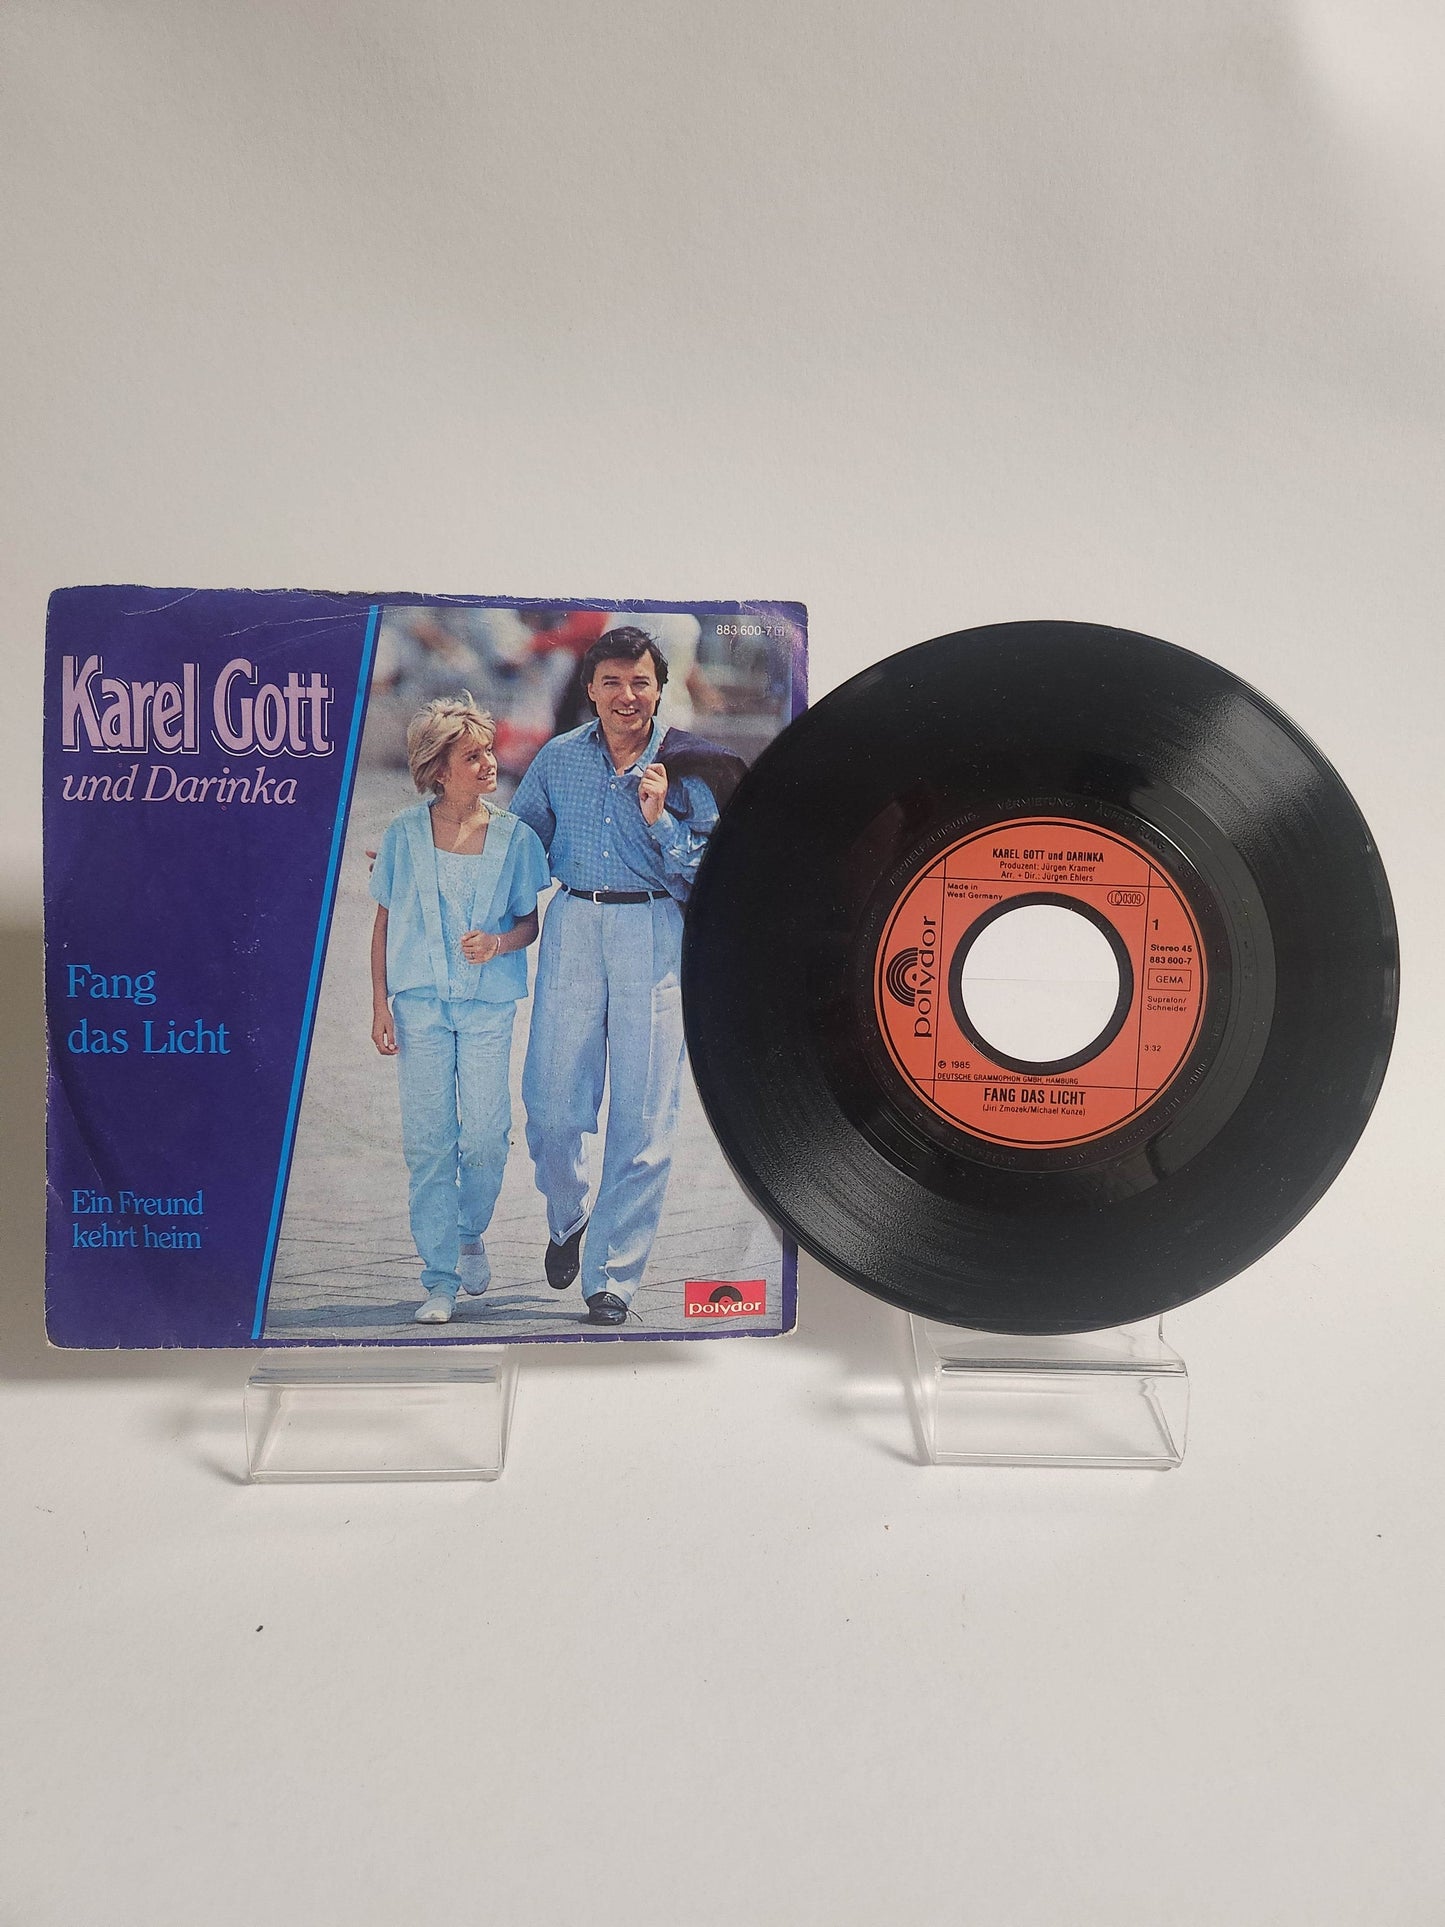 Karel Gott
und Darinka
Fang
das Licht
Ein Freund
kehrt heim
883 600-7
polydor
VERMIETUNG
KAREL GOTT und DARINKA
Produzent: Jürgen Kramer
Arr. + Dir.: Jürgen Ehlers
Made in
West Germany
LC 0309
polydor
1
Stereo 45
883 600-7
GEMA
Suprafon/
Schneider
3:32
℗ 1985
DEUTSCHE GRAMMOPHON GMBH, HAMBURG
FANG DAS LICHT
(Jiri Zmozek/Michael Kunze)